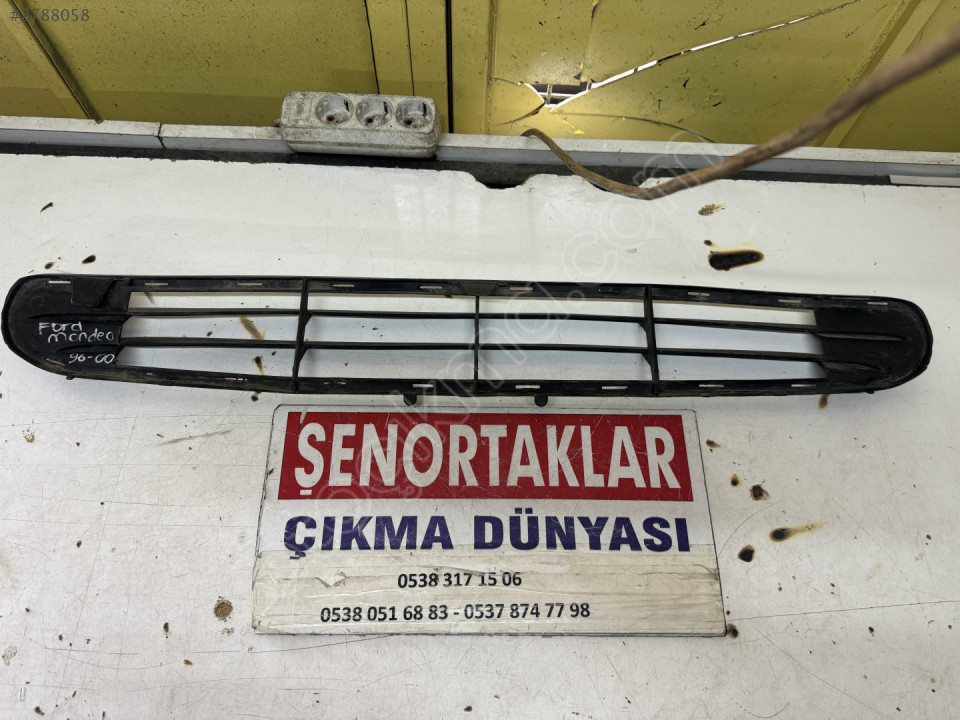 Ford
mondeo
96-00
ŞENORTAKLAR
ÇIKMA DÜNYASI
0538 317 15 06
0538 051 68 83 - 0537 874 77 98